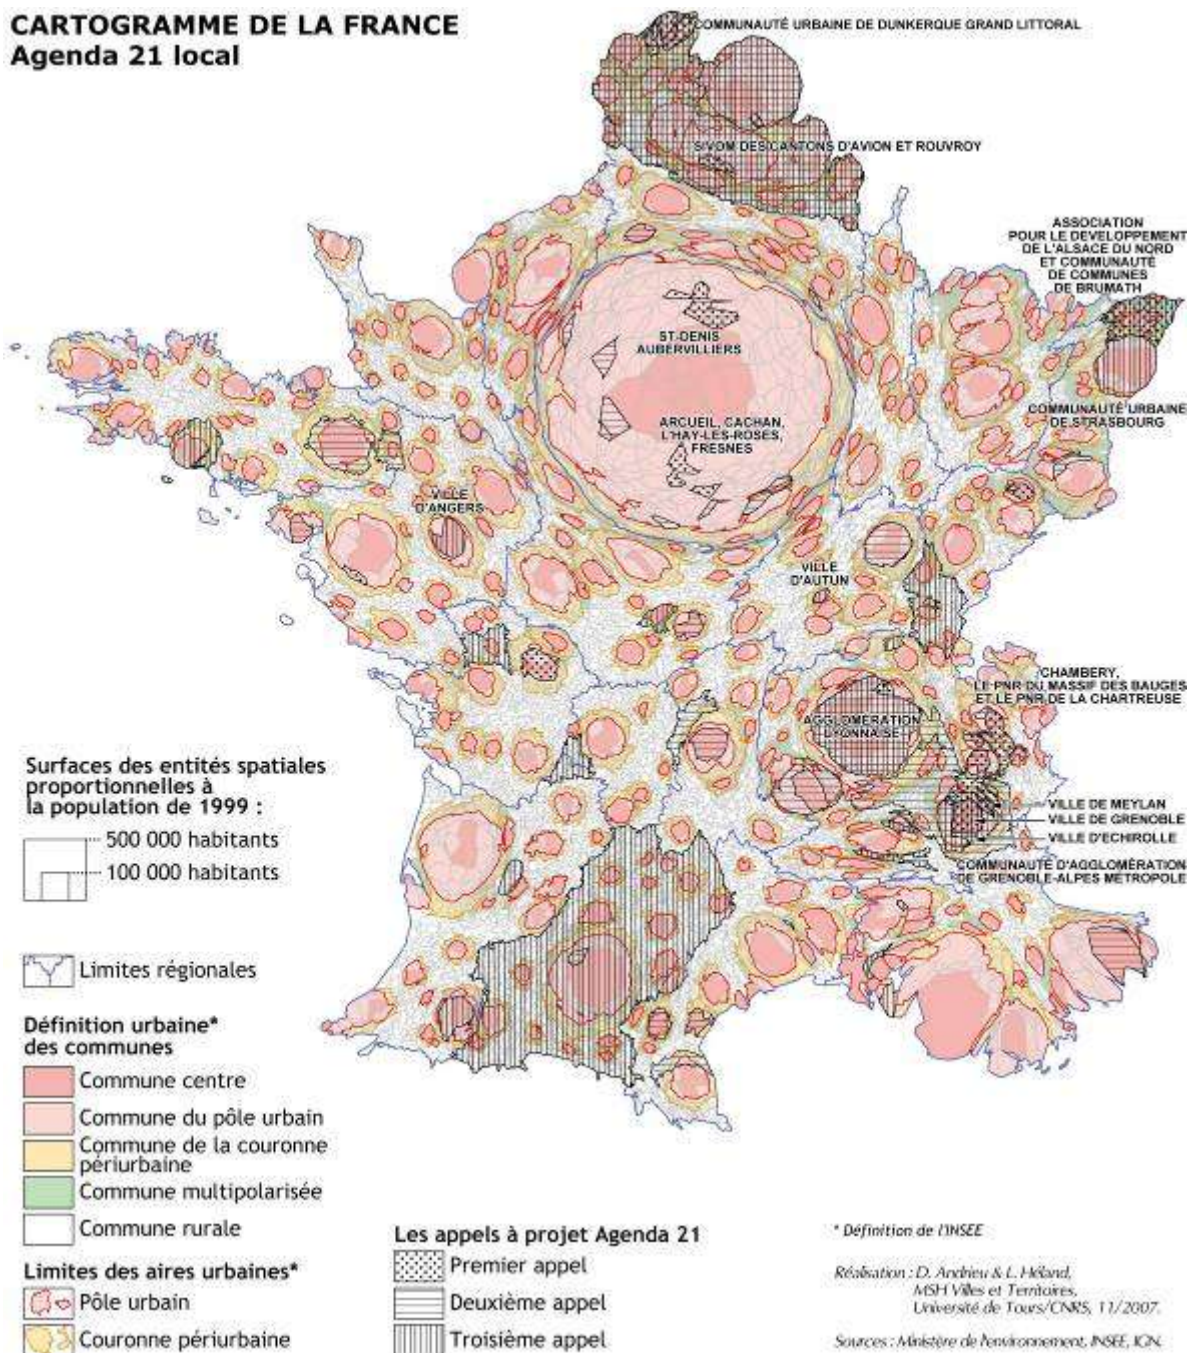 CARTOGRAMME DE LA FRANCE
Agenda 21 local
COMMUNAUTÉ URBAINE DE DUNKERQUE GRAND LITTORAL
SIVOM DES CANTONS D'AVION ET ROUVROY
ASSOCIATION
POUR LE DEVELOPPEMENT
DE L'ALSACE DU NORD
ET COMMUNAUTÉ
DE COMMUNES
DE BRUMATH
ST-DENIS
AUBERVILLIERS
COMMUNAUTÉ URBAINE
DE STRASBOURG
ARCUEIL, CACHAN,
L'HAY-LES-ROSES,
FRESNES
VILLE
D'ANGERS
VILLE
D'AUTUN
CHAMBERY,
LE PNR DU MASSIF DES BAUGES
ET LE PNR DE LA CHARTREUSE
AGGLOMÉRATION
LYONNAISE
VILLE DE MEYLAN
VILLE DE GRENOBLE
VILLE D'ECHIROLLE
COMMUNAUTÉ D'AGGLOMÉRATION
DE GRENOBLE-ALPES MÉTROPOLE
Surfaces des entités spatiales
proportionnelles à
la population de 1999 :
500 000 habitants
100 000 habitants
Limites régionales
Définition urbaine*
des communes
Commune centre
Commune du pôle urbain
Commune de la couronne
périurbaine
Commune multipolarisée
Commune rurale
Limites des aires urbaines*
Pôle urbain
Couronne périurbaine
Les appels à projet Agenda 21
Premier appel
Deuxième appel
Troisième appel
* Définition de l'INSEE
Réalisation : D. Andrieu & L. Héland,
MSH Villes et Territoires,
Université de Tours/CNRS, 11/2007.
Sources : Ministère de l'environnement, INSEE, IGN.